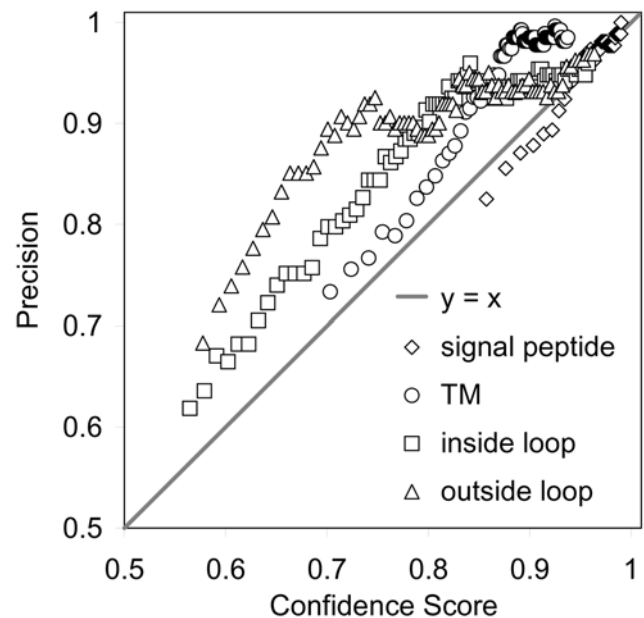 1
0.9
0.8
0.7
0.6
0.5
Precision
y = x
signal peptide
TM
inside loop
outside loop
0.5 0.6 0.7 0.8 0.9 1
Confidence Score